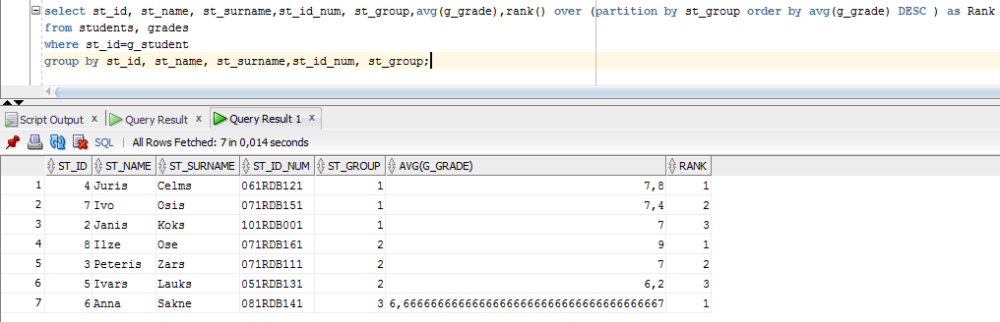 select st_id, st_name, st_surname,st_id_num, st_group,avg(g_grade),rank() over (partition by st_group order by avg(g_grade) DESC ) as Rank
from students, grades
where st_id=g_student
group by st_id, st_name, st_surname,st_id_num, st_group;
Script Output x Query Result x Query Result 1 x
SQL All Rows Fetched: 7 in 0,014 seconds
ST_ID ST_NAME ST_SURNAME ST_ID_NUM ST_GROUP AVG(G_GRADE) RANK
1 4 Juris Celms 061RDB121 1 7,8 1
2 7 Ivo Osis 071RDB151 1 7,4 2
3 2 Janis Koks 101RDB001 1 7 3
4 8 Ilze Ose 071RDB161 2 9 1
5 3 Peteris Zars 071RDB111 2 7 2
6 5 Ivars Lauks 051RDB131 2 6,2 3
7 6 Anna Sakne 081RDB141 3 6,66666666666666666666666666666666666667 1